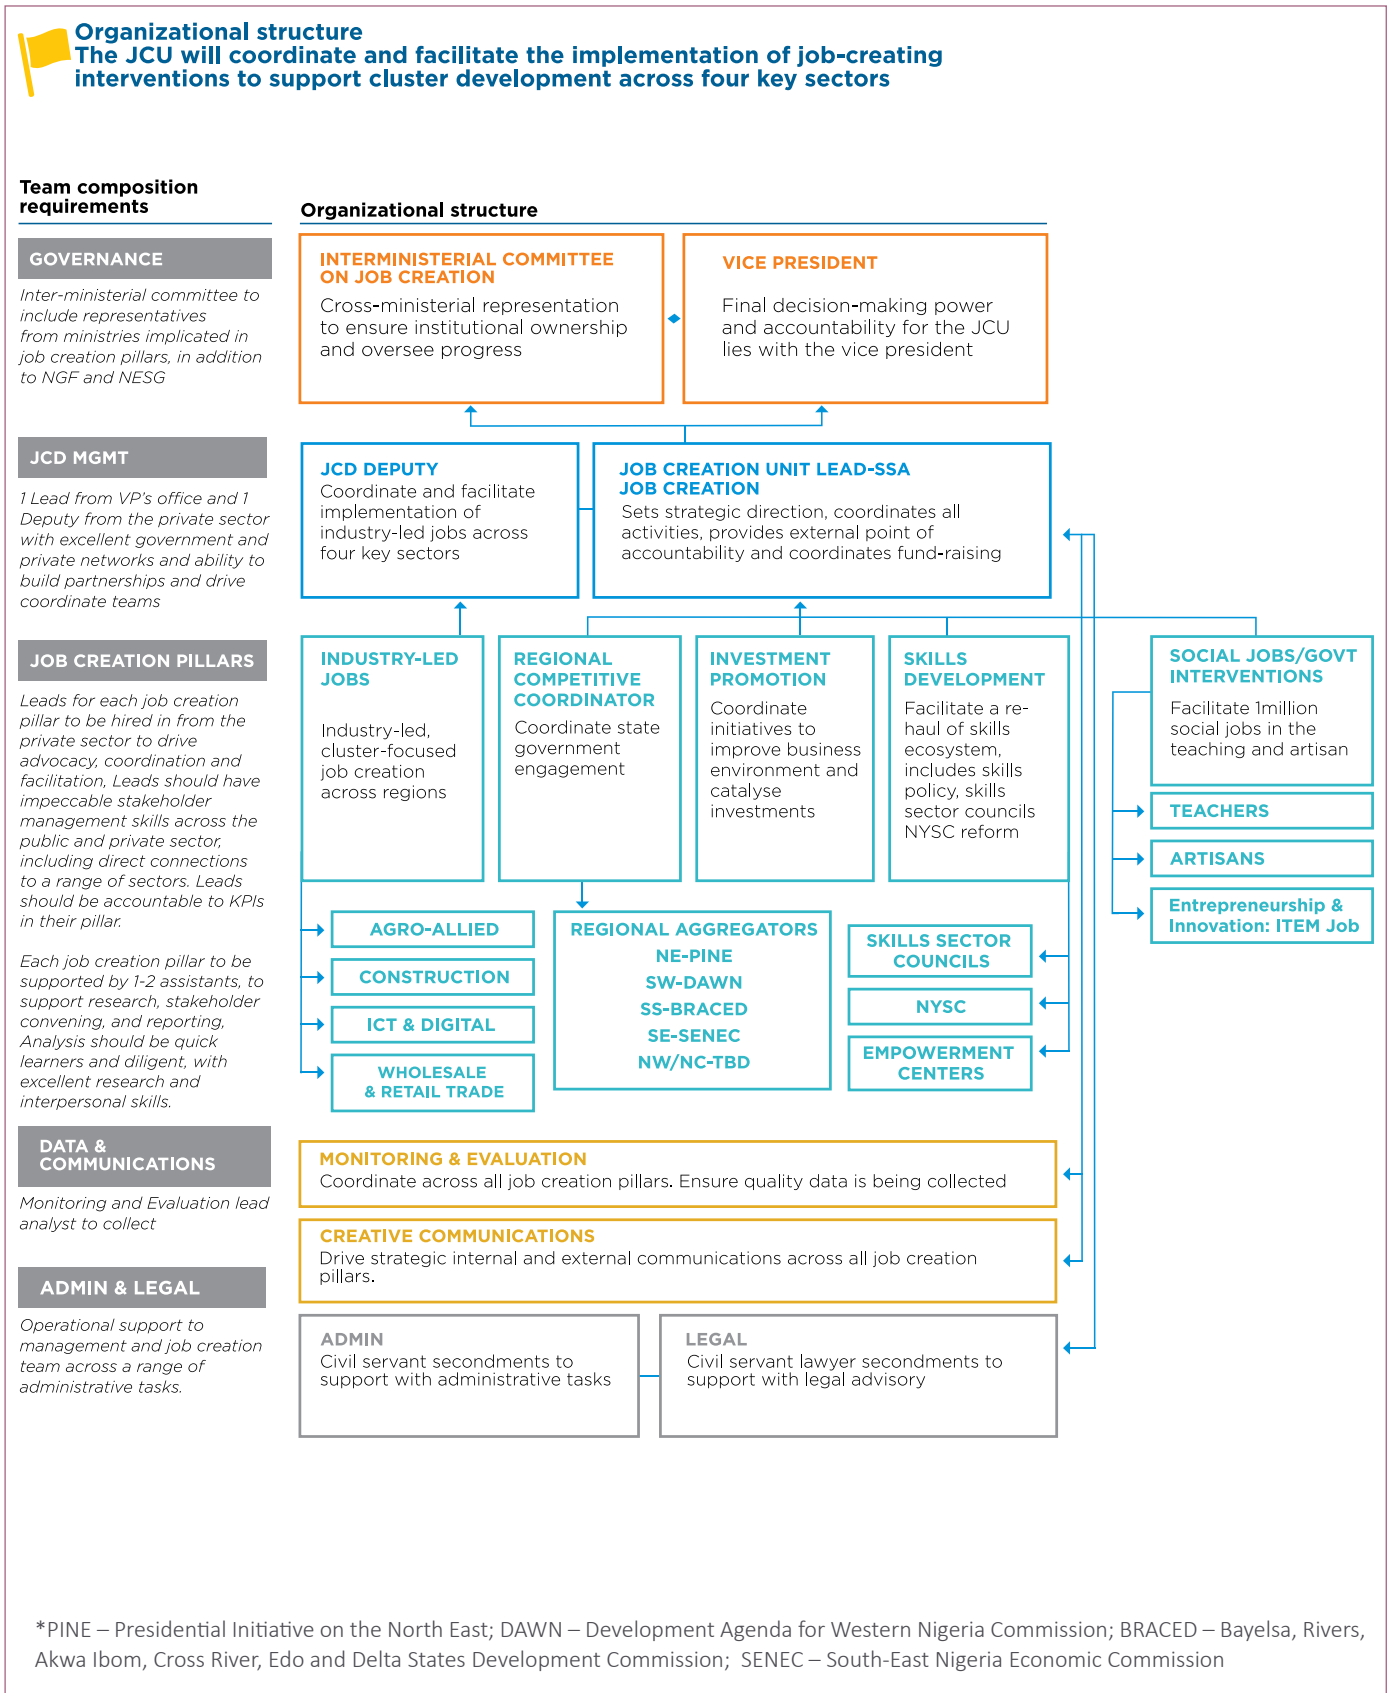 Organizational structure
The JCU will coordinate and facilitate the implementation of job-creating
interventions to support cluster development across four key sectors
Team composition
requirements
Organizational structure
GOVERNANCE
Inter-ministerial committee to
include representatives
from ministries implicated in
job creation pillars, in addition
to NGF and NESG
INTERMINISTERIAL COMMITTEE
ON JOB CREATION
Cross-ministerial representation
to ensure institutional ownership
and oversee progress
VICE PRESIDENT
Final decision-making power
and accountability for the JCU
lies with the vice president
JCD MGMT
1 Lead from VP's office and 1
Deputy from the private sector
with excellent government and
private networks and ability to
build partnerships and drive
coordinate teams
JCD DEPUTY
Coordinate and facilitate
implementation of
industry-led jobs across
four key sectors
JOB CREATION UNIT LEAD-SSA
JOB CREATION
Sets strategic direction, coordinates all
activities, provides external point of
accountability and coordinates fund-raising
JOB CREATION PILLARS
Leads for each job creation
pillar to be hired in from the
private sector to drive
advocacy, coordination and
facilitation, Leads should have
impeccable stakeholder
management skills across the
public and private sector,
including direct connections
to a range of sectors. Leads
should be accountable to KPIs
in their pillar.
Each job creation pillar to be
supported by 1-2 assistants, to
support research, stakeholder
convening, and reporting,
Analysis should be quick
learners and diligent, with
excellent research and
interpersonal skills.
INDUSTRY-LED
JOBS
Industry-led,
cluster-focused
job creation
across regions
REGIONAL
COMPETITIVE
COORDINATOR
Coordinate state
government
engagement
INVESTMENT
PROMOTION
Coordinate
initiatives to
improve business
environment and
catalyse
investments
SKILLS
DEVELOPMENT
Facilitate a re-
haul of skills
ecosystem,
includes skills
policy, skills
sector councils
NYSC reform
SOCIAL JOBS/GOVT
INTERVENTIONS
Facilitate 1million
social jobs in the
teaching and artisan
TEACHERS
ARTISANS
Entrepreneurship &
Innovation: ITEM Job
AGRO-ALLIED
CONSTRUCTION
ICT & DIGITAL
WHOLESALE
& RETAIL TRADE
REGIONAL AGGREGATORS
NE-PINE
SW-DAWN
SS-BRACED
SE-SENEC
NW/NC-TBD
SKILLS SECTOR
COUNCILS
NYSC
EMPOWERMENT
CENTERS
DATA &
COMMUNICATIONS
Monitoring and Evaluation lead
analyst to collect
MONITORING & EVALUATION
Coordinate across all job creation pillars. Ensure quality data is being collected
CREATIVE COMMUNICATIONS
Drive strategic internal and external communications across all job creation
pillars.
ADMIN & LEGAL
Operational support to
management and job creation
team across a range of
administrative tasks.
ADMIN
Civil servant secondments to
support with administrative tasks
LEGAL
Civil servant lawyer secondments to
support with legal advisory
*PINE – Presidential Initiative on the North East; DAWN – Development Agenda for Western Nigeria Commission; BRACED – Bayelsa, Rivers,
Akwa Ibom, Cross River, Edo and Delta States Development Commission; SENEC – South-East Nigeria Economic Commission